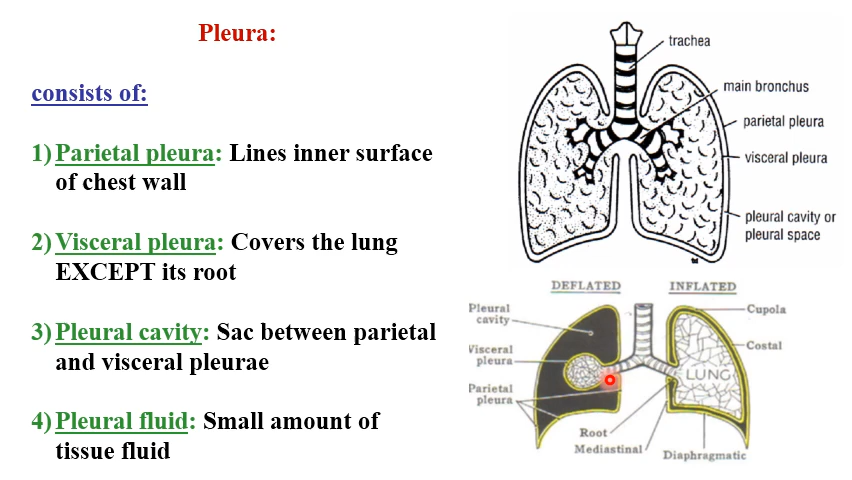 Pleura:
consists of:
1) Parietal pleura: Lines inner surface
of chest wall
2) Visceral pleura: Covers the lung
EXCEPT its root
3) Pleural cavity: Sac between parietal
and visceral pleurae
4) Pleural fluid: Small amount of
tissue fluid
trachea
main bronchus
parietal pleura
visceral pleura
pleural cavity or
pleural space
DEFLATED
INFLATED
Pleural
cavity
Visceral
pleura
Parietal
pleura
Cupola
Costal
LUNG
Root
Mediastinal
Diaphragmatic